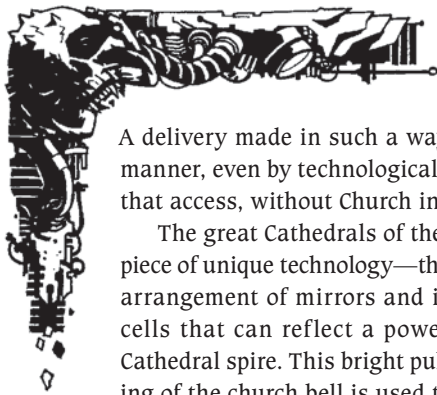 A delivery made in such a wa
manner, even by technological
that access, without Church in
The great Cathedrals of the
piece of unique technology—th
arrangement of mirrors and i
cells that can reflect a powe
Cathedral spire. This bright pul
ing of the church bell is used t